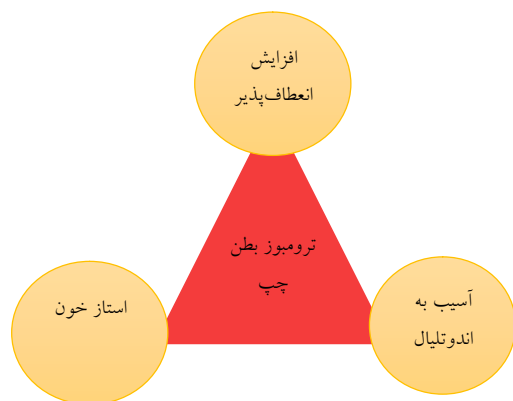 افزایش
انعطاف‌پذیر
ترومبوز بطن
چپ
استاز خون
آسیب به
اندوتلیال